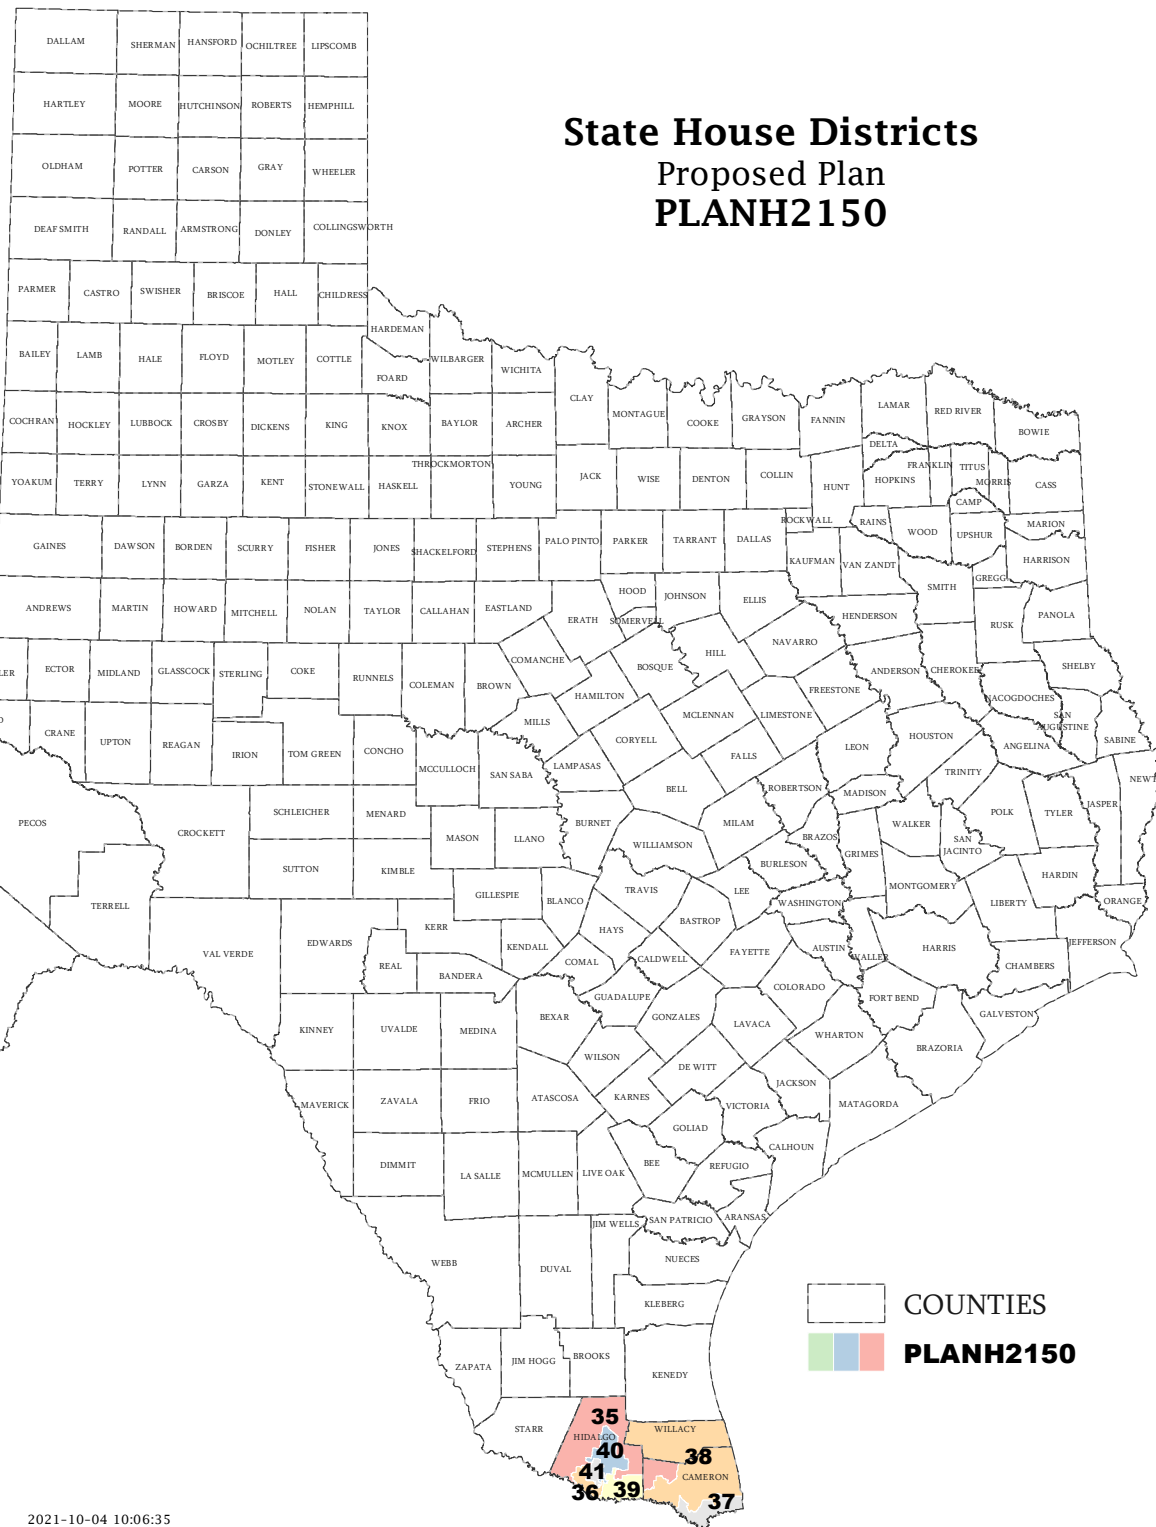 State House Districts
Proposed Plan
PLANH2150
DALLAM SHERMAN HANSFORD OCHILTREE LIPSCOMB
HARTLEY MOORE HUTCHINSON ROBERTS HEMPHILL
OLDHAM POTTER CARSON GRAY WHEELER
DEAF SMITH RANDALL ARMSTRONG DONLEY COLLINGSWORTH
PARMER CASTRO SWISHER BRISCOE HALL CHILDRESS
HARDEMAN
BAILEY LAMB HALE FLOYD MOTLEY COTTLE FOARD WILBARGER WICHITA
CLAY MONTAGUE COOKE GRAYSON FANNIN LAMAR RED RIVER BOWIE
COCHRAN HOCKLEY LUBBOCK CROSBY DICKENS KING KNOX BAYLOR ARCHER
DELTA
THROCKMORTON
FRANKLIN TITUS
YOAKUM TERRY LYNN GARZA KENT STONEWALL HASKELL YOUNG JACK WISE DENTON COLLIN HUNT HOPKINS MORRIS CASS
CAMP
ROCKWALL RAINS WOOD UPSHUR MARION
GAINES DAWSON BORDEN SCURRY FISHER JONES SHACKELFORD STEPHENS PALO PINTO PARKER TARRANT DALLAS
KAUFMAN VAN ZANDT SMITH GREGG HARRISON
ANDREWS MARTIN HOWARD MITCHELL NOLAN TAYLOR CALLAHAN EASTLAND ERATH HOOD SOMERVELL JOHNSON ELLIS HENDERSON RUSK PANOLA
NAVARRO
LER ECTOR MIDLAND GLASSCOCK STERLING COKE RUNNELS COLEMAN BROWN COMANCHE HAMILTON BOSQUE HILL FREESTONE ANDERSON CHEROKEE SHELBY
NACOGDOCHES
CRANE UPTON REAGAN IRION TOM GREEN CONCHO MCCULLOCH SAN SABA MILLS LAMPASAS CORYELL MCLENNAN LIMESTONE FALLS LEON HOUSTON ANGELINA
SAN
AUGUSTINE
SABINE
TRINITY
NEWT
PECOS CROCKETT SCHLEICHER MENARD MASON LLANO BURNET BELL MILAM ROBERTSON MADISON WALKER POLK TYLER JASPER
SAN
JACINTO
SUTTON KIMBLE WILLIAMSON BURLESON BRAZOS GRIMES MONTGOMERY LIBERTY HARDIN ORANGE
TERRELL GILLESPIE BLANCO TRAVIS LEE WASHINGTON
VAL VERDE EDWARDS REAL KERR KENDALL BANDERA HAYS COMAL CALDWELL BASTROP FAYETTE AUSTIN WALLER HARRIS CHAMBERS JEFFERSON
KINNEY UVALDE MEDINA BEXAR GUADALUPE GONZALES LAVACA COLORADO WHARTON FORT BEND BRAZORIA GALVESTON
WILSON DE WITT JACKSON
MAVERICK ZAVALA FRIO ATASCOSA KARNES GOLIAD VICTORIA MATAGORDA
CALHOUN
DIMMIT LA SALLE MCMULLEN LIVE OAK BEE REFUGIO
JIM WELLS SAN PATRICIO ARANSAS
WEBB DUVAL NUECES
KLEBERG
COUNTIES
PLANH2150
ZAPATA JIM HOGG BROOKS KENEDY
35
STARR HIDALGO WILLACY
40 38
41 CAMERON
36 39 37
2021-10-04 10:06:35